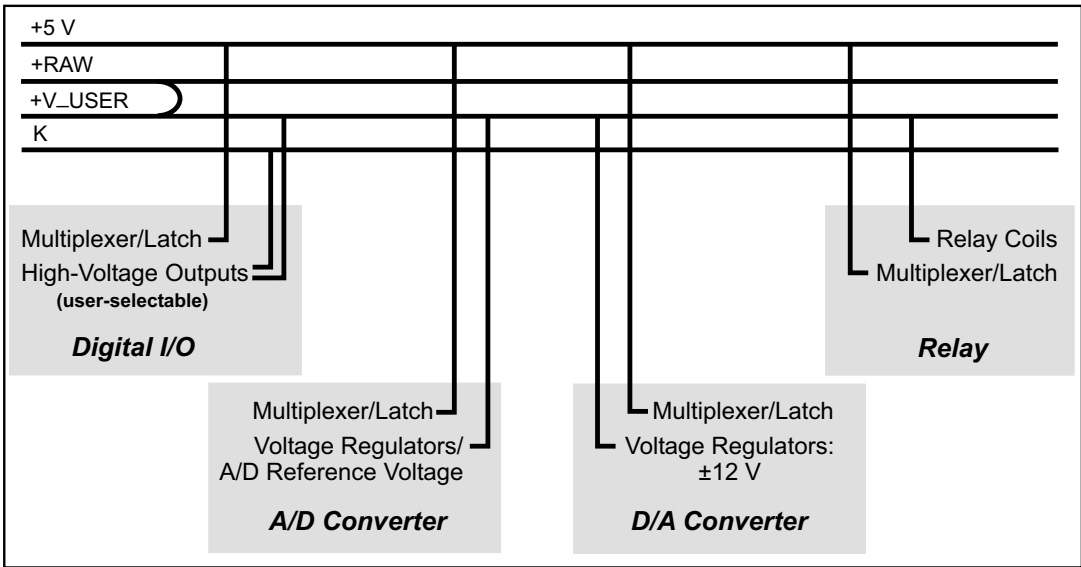 +5 V
+RAW
+V_USER
K
Multiplexer/Latch
High-Voltage Outputs
(user-selectable)
Digital I/O
Relay Coils
Multiplexer/Latch
Relay
Multiplexer/Latch
Voltage Regulators/
A/D Reference Voltage
A/D Converter
Multiplexer/Latch
Voltage Regulators:
±12 V
D/A Converter